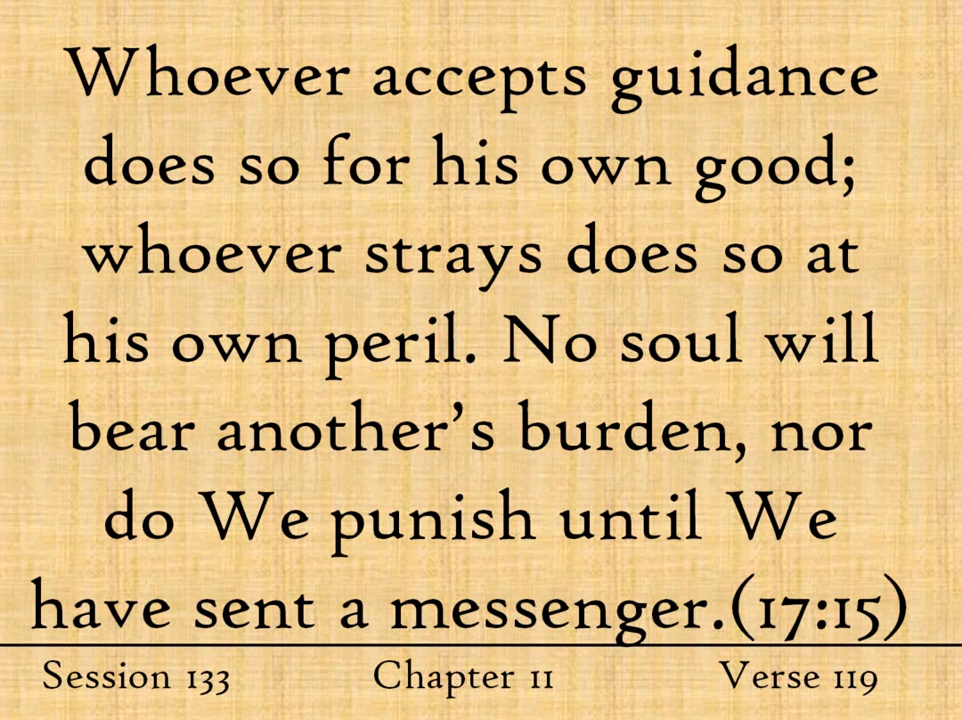 Whoever accepts guidance
does so for his own good;
whoever strays does so at
his own peril. No soul will
bear another’s burden, nor
do We punish until We
have sent a messenger.(17:15)
Session 133 Chapter 11 Verse 119